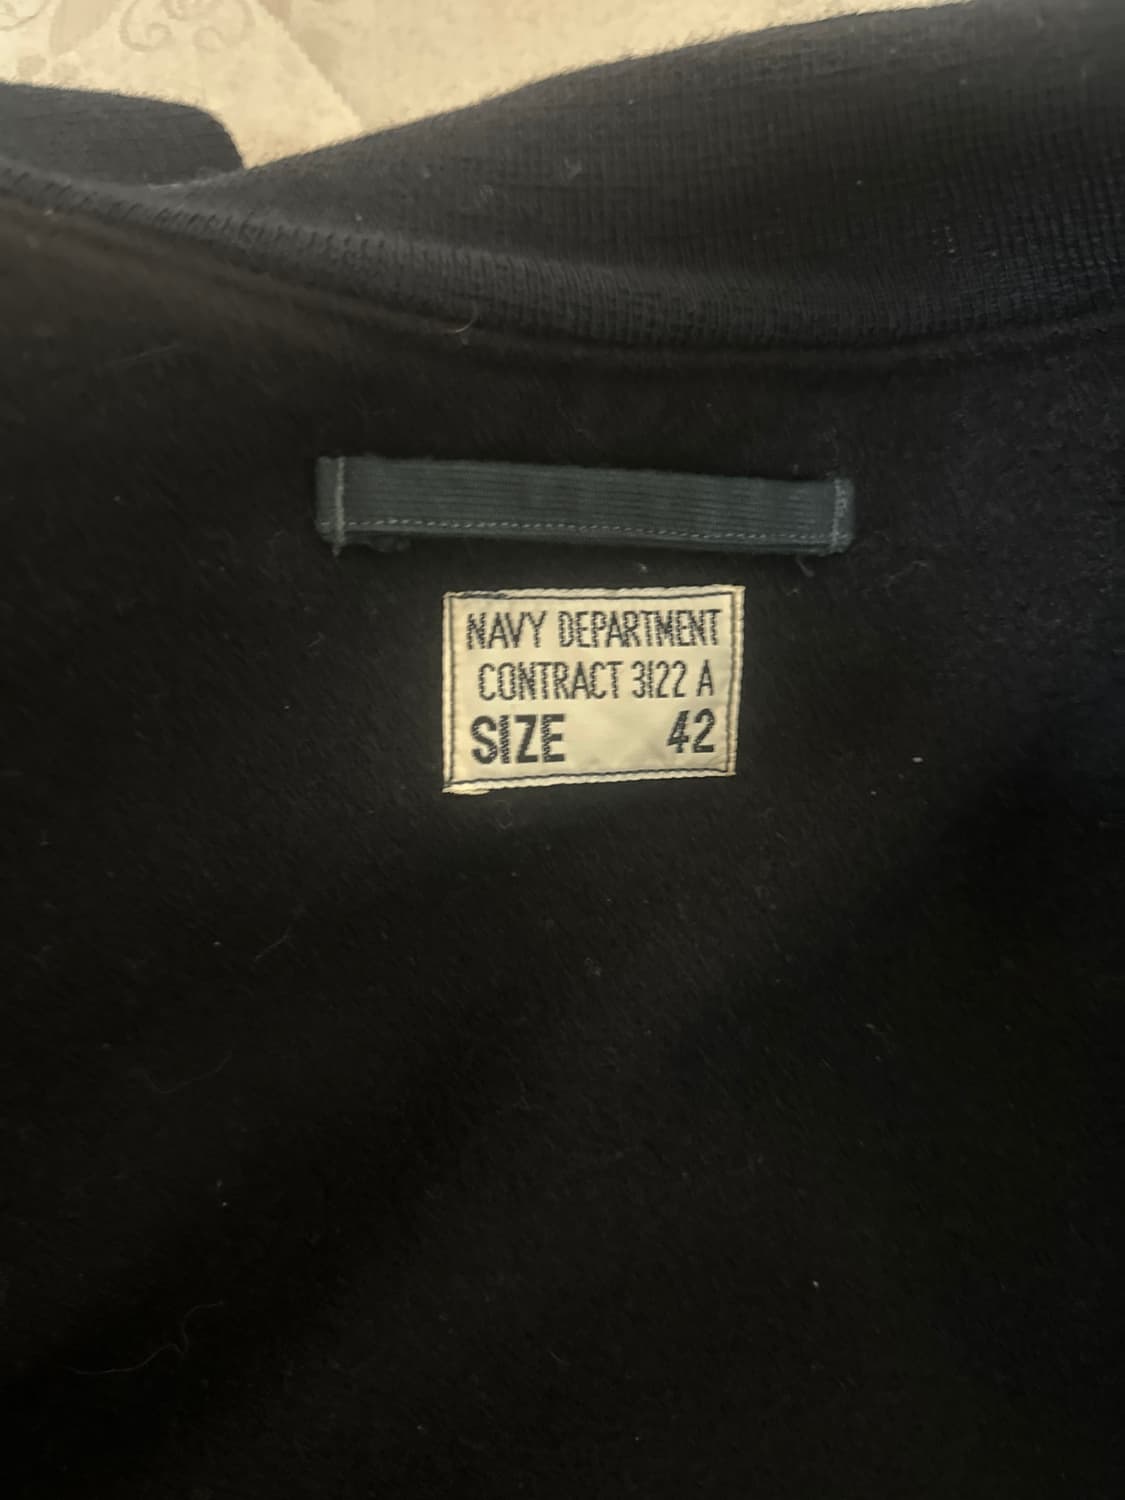 NAVY DEPARTMENT
CONTRACT 3122 A
SIZE 42